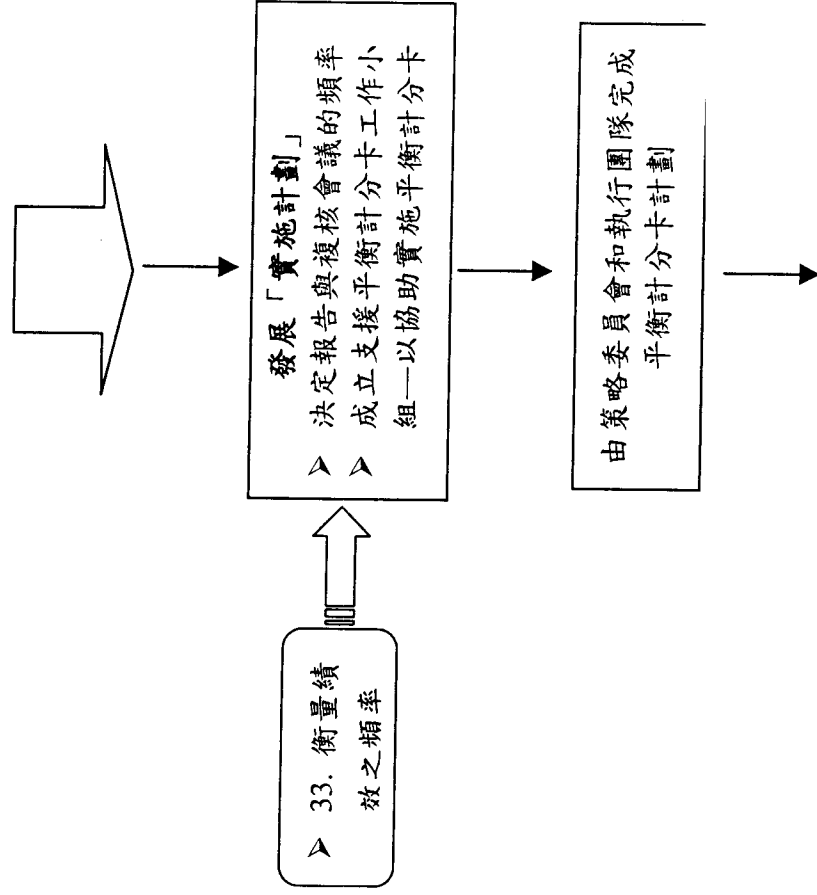 發展「實施計劃」
➢ 決定報告與複核會議的頻率
➢ 成立支援平衡計分卡工作小
組—以協助實施平衡計分卡
➢ 33. 衡量績
效之頻率
由策略委員會和執行團隊完成
平衡計分卡計劃